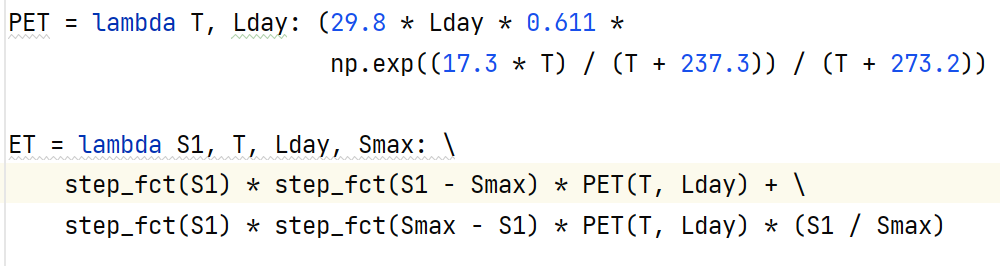 PET = lambda T, Lday: (29.8 * Lday * 0.611 *
np.exp((17.3 * T) / (T + 237.3)) / (T + 273.2))
ET = lambda S1, T, Lday, Smax: \
step_fct(S1) * step_fct(S1 - Smax) * PET(T, Lday) + \
step_fct(S1) * step_fct(Smax - S1) * PET(T, Lday) * (S1 / Smax)